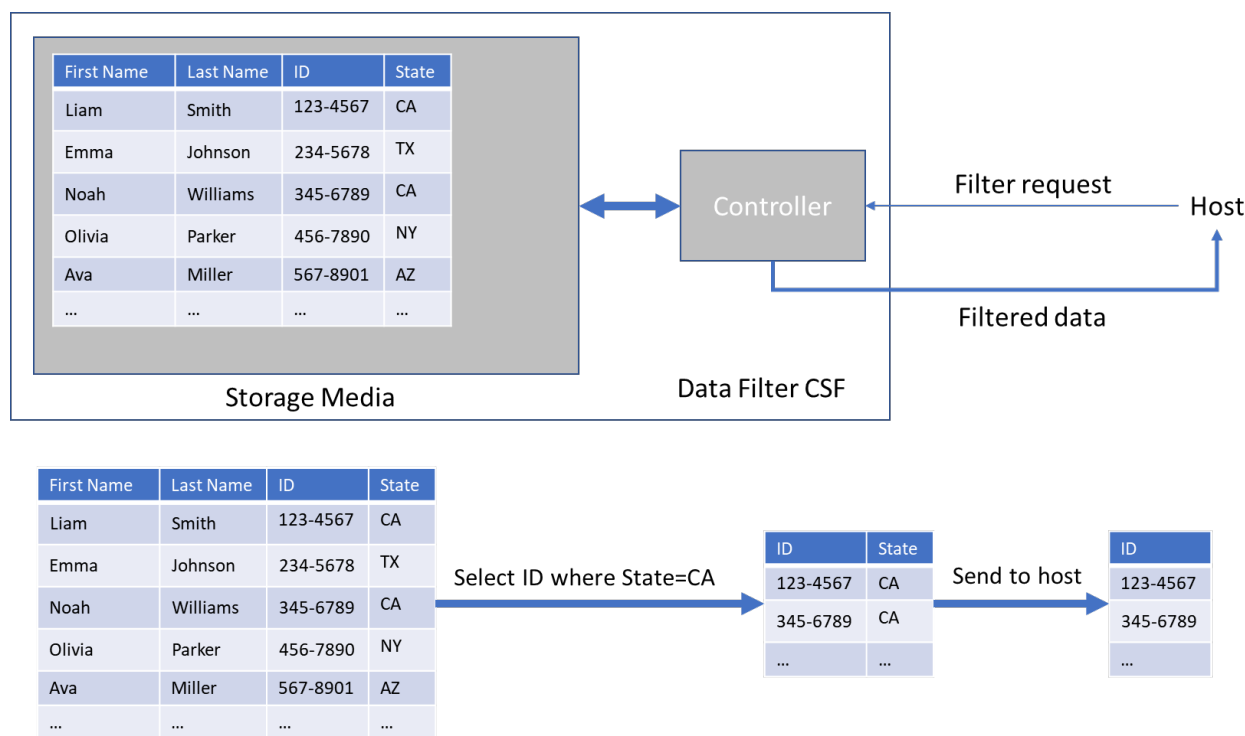 First Name Last Name ID State
Liam Smith 123-4567 CA
Emma Johnson 234-5678 TX
Noah Williams 345-6789 CA
Olivia Parker 456-7890 NY
Ava Miller 567-8901 AZ
... ... ... ...
Storage Media
Controller
Data Filter CSF
Filter request
Host
Filtered data
First Name Last Name ID State
Liam Smith 123-4567 CA
Emma Johnson 234-5678 TX
Noah Williams 345-6789 CA
Olivia Parker 456-7890 NY
Ava Miller 567-8901 AZ
... ... ... ...
Select ID where State=CA
ID State
123-4567 CA
345-6789 CA
... ...
Send to host
ID
123-4567
345-6789
...